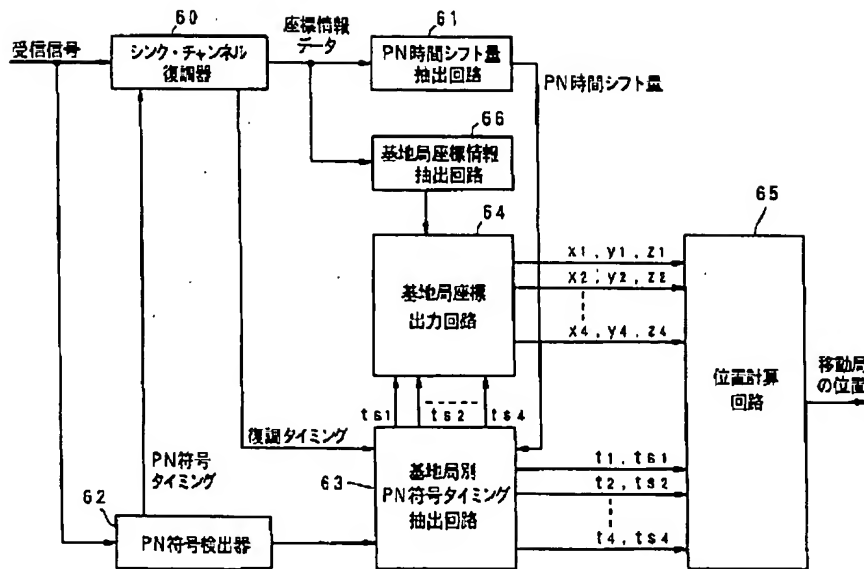 60
座標情報
データ
61
受信信号
シンク・チャンネル
復調器
PN時間シフト量
抽出回路
PN時間シフト量
66
基地局座標情報
抽出回路
64
65
基地局座標
出力回路
x1, y1, z1
x2, y2, z2
x4, y4, z4
位置計算
回路
移動局
の位置
ts1
ts2
ts4
復調タイミング
PN符号
タイミング
63
基地局別
PN符号タイミング
抽出回路
t1, ts1
t2, ts2
t4, ts4
62
PN符号検出器